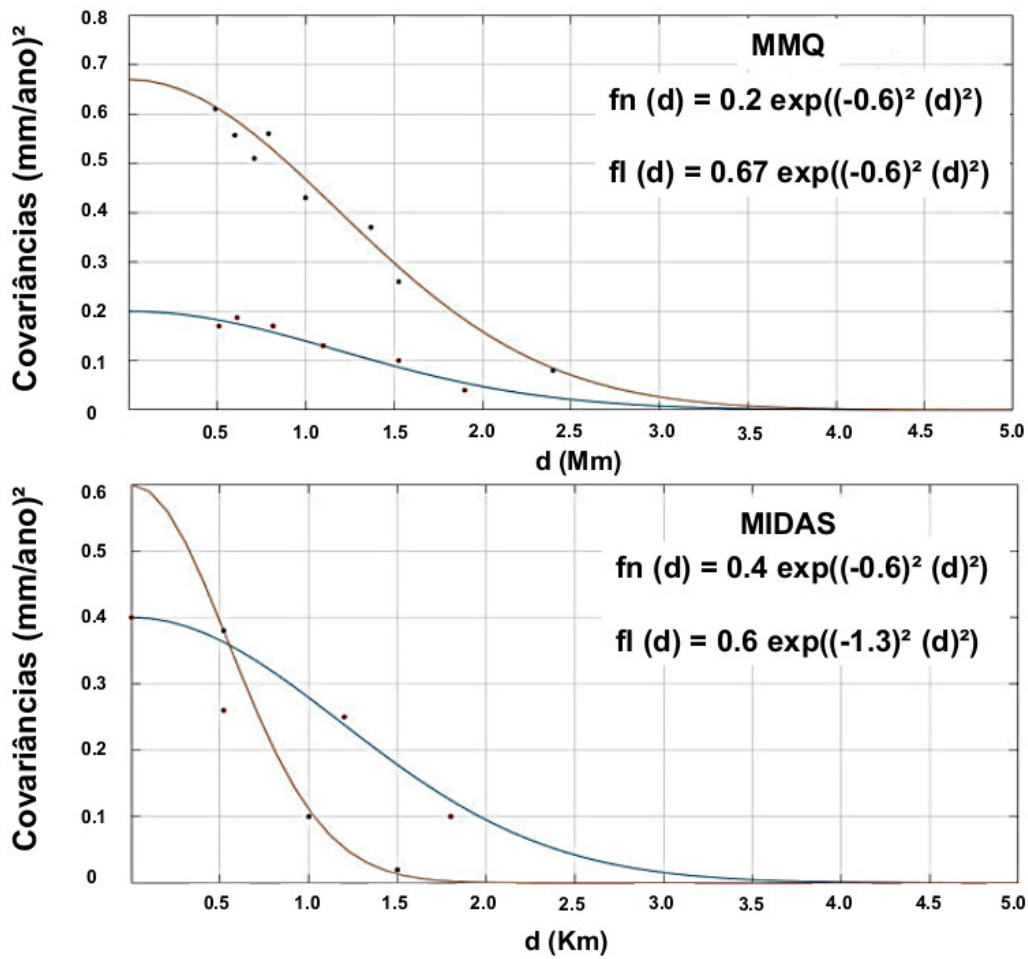 MMQ
fn (d) = 0.2 exp((-0.6)² (d)²)
fl (d) = 0.67 exp((-0.6)² (d)²)
Covariâncias (mm/ano)²
0.8
0.7
0.6
0.5
0.4
0.3
0.2
0.1
0
0.5 1.0 1.5 2.0 2.5 3.0 3.5 4.0 4.5 5.0
d (Mm)
MIDAS
fn (d) = 0.4 exp((-0.6)² (d)²)
fl (d) = 0.6 exp((-1.3)² (d)²)
Covariâncias (mm/ano)²
0.6
0.5
0.4
0.3
0.2
0.1
0
0.5 1.0 1.5 2.0 2.5 3.0 3.5 4.0 4.5 5.0
d (Km)